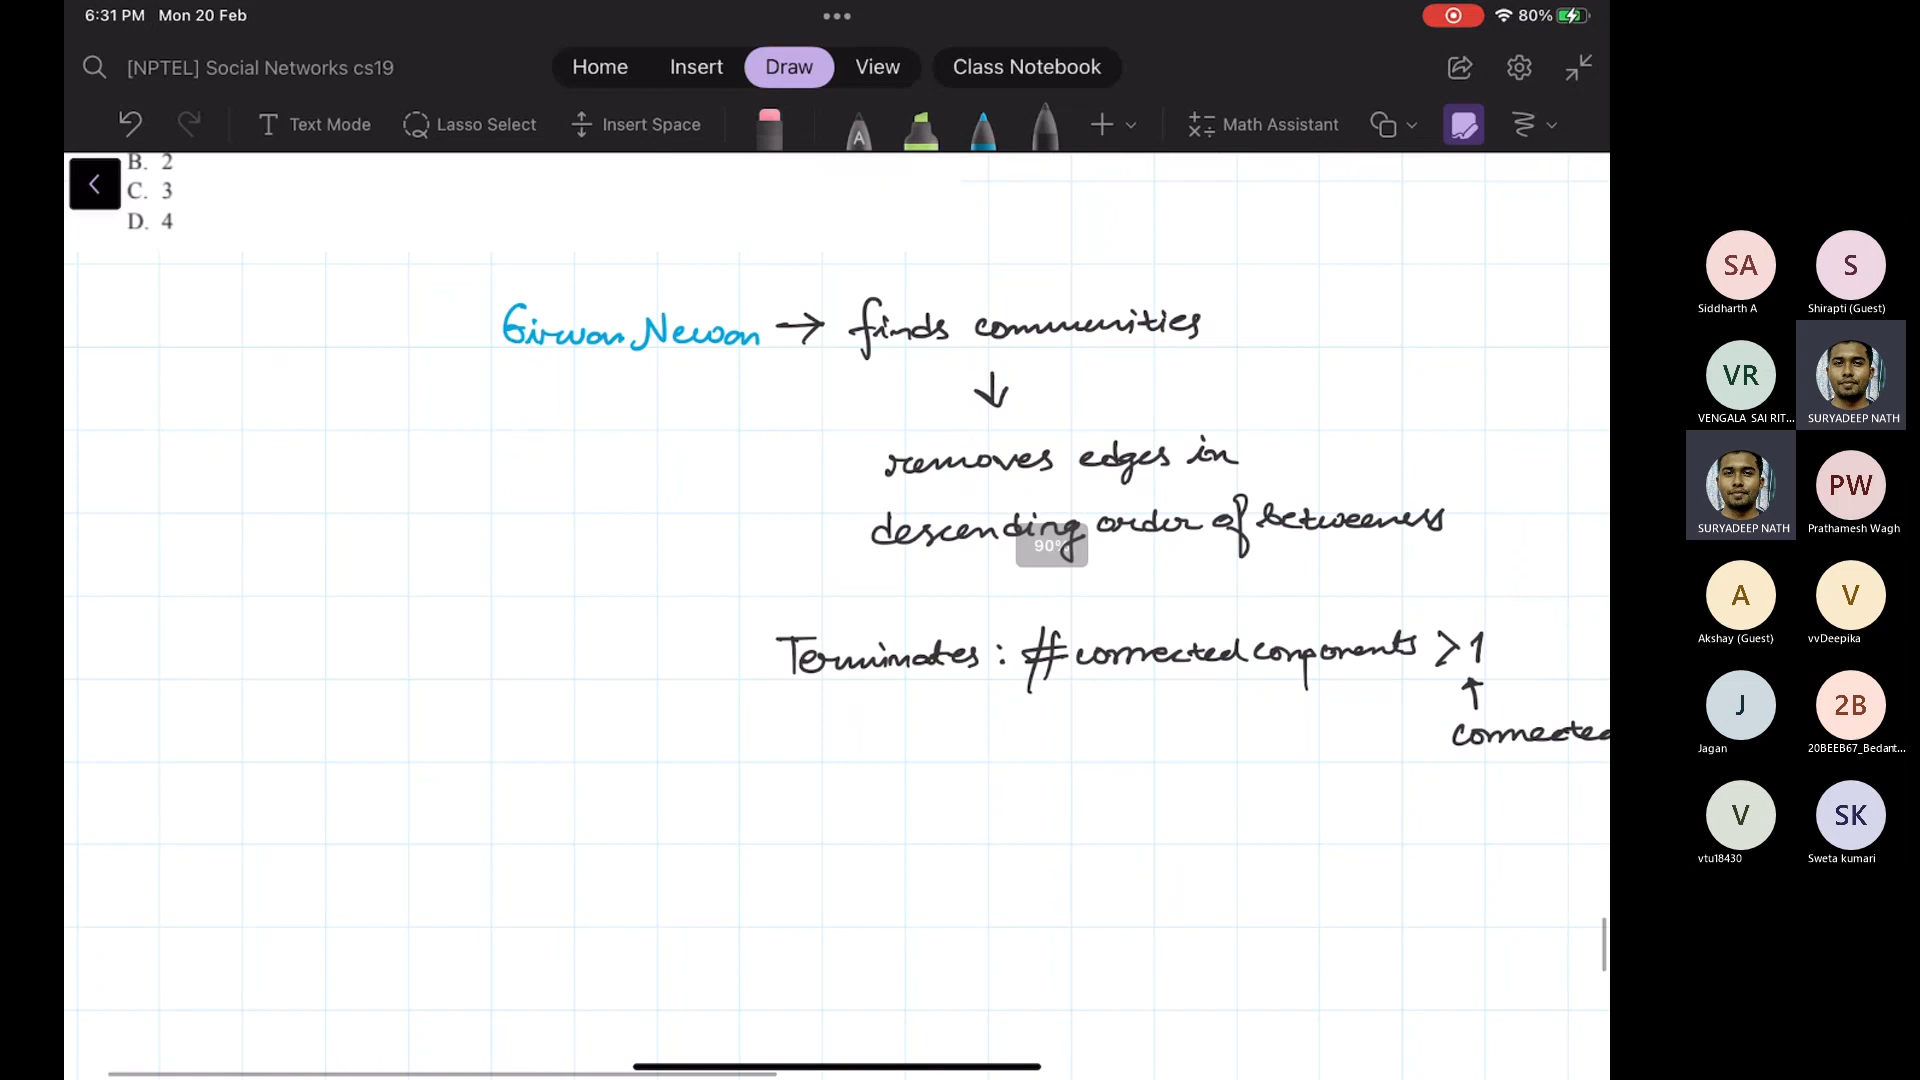 6:31 PM Mon 20 Feb
80%
[NPTEL] Social Networks cs19
Home Insert Draw View Class Notebook
Text Mode Lasso Select Insert Space A Math Assistant
B. 2
C. 3
D. 4
Girwan Newan → finds communities
↓
removes edges in
descending order of betweeness
90%
Terminates : # connected components > 1
↑
connected
SA
Siddharth A
S
Shirapti (Guest)
VR
VENGALA SAI RIT...
SURYADEEP NATH
SURYADEEP NATH
PW
Prathamesh Wagh
A
Akshay (Guest)
V
vvDeepika
J
Jagan
2B
20BEEB67_Bedant...
V
vtu18430
SK
Sweta kumari